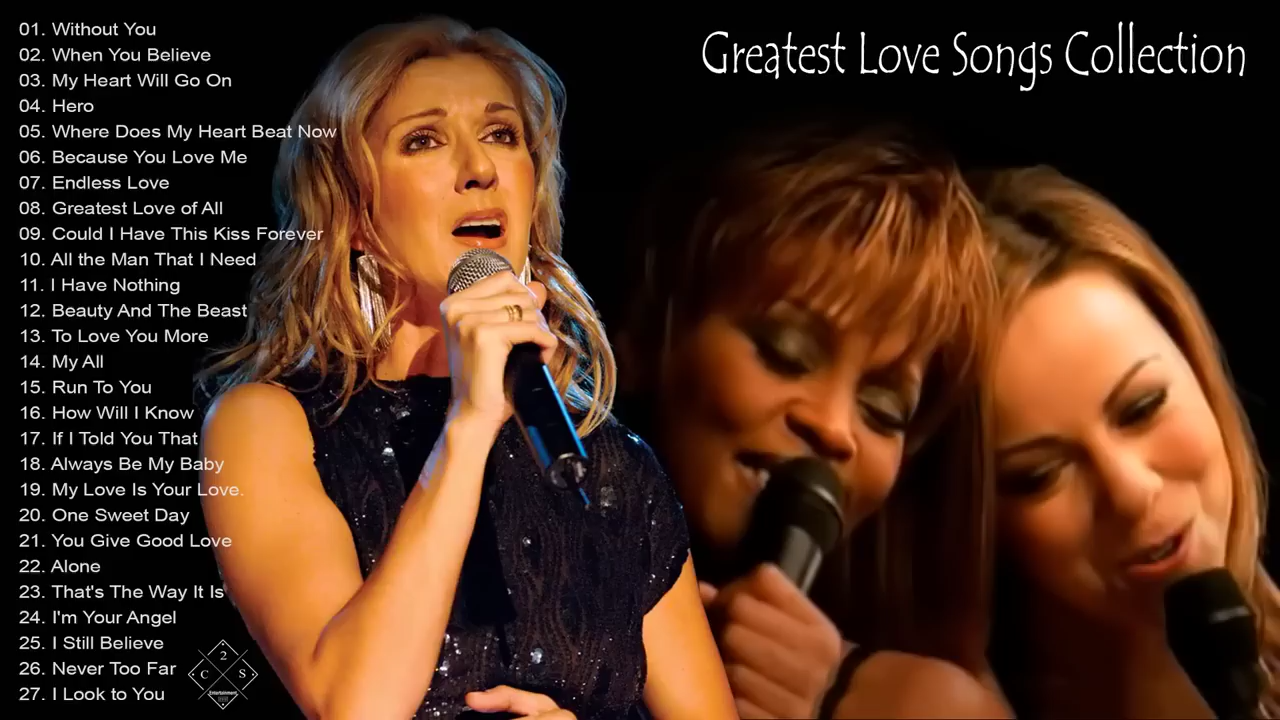 Greatest Love Songs Collection
01. Without You
02. When You Believe
03. My Heart Will Go On
04. Hero
05. Where Does My Heart Beat Now
06. Because You Love Me
07. Endless Love
08. Greatest Love of All
09. Could I Have This Kiss Forever
10. All the Man That I Need
11. I Have Nothing
12. Beauty And The Beast
13. To Love You More
14. My All
15. Run To You
16. How Will I Know
17. If I Told You That
18. Always Be My Baby
19. My Love Is Your Love.
20. One Sweet Day
21. You Give Good Love
22. Alone
23. That's The Way It Is
24. I'm Your Angel
25. I Still Believe
26. Never Too Far
27. I Look to You
2
C S
Entertainment